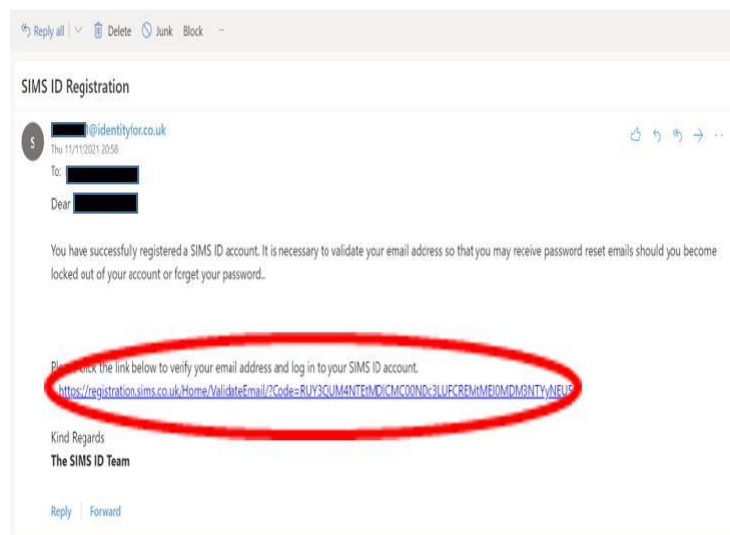 Reply all Delete Junk Block
SIMS ID Registration
S
@identityfor.co.uk
Thu 11/11/2021 20:58
To:
Dear
You have successfully registered a SIMS ID account. It is necessary to validate your email address so that you may receive password reset emails should you become
locked out of your account or forget your password..
Please click the link below to verify your email address and log in to your SIMS ID account.
https://registration.sims.co.uk/Home/ValidateEmail/?Code=
Kind Regards
The SIMS ID Team
Reply Forward